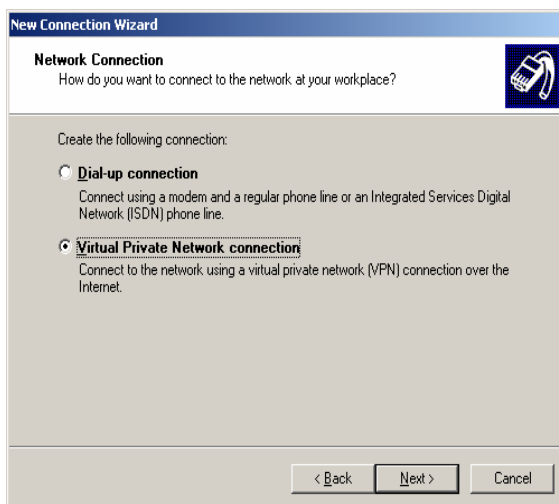 New Connection Wizard
Network Connection
How do you want to connect to the network at your workplace?
Create the following connection:
Dial-up connection
Connect using a modem and a regular phone line or an Integrated Services Digital
Network (ISDN) phone line.
Virtual Private Network connection
Connect to the network using a virtual private network (VPN) connection over the
Internet.
< Back
Next >
Cancel